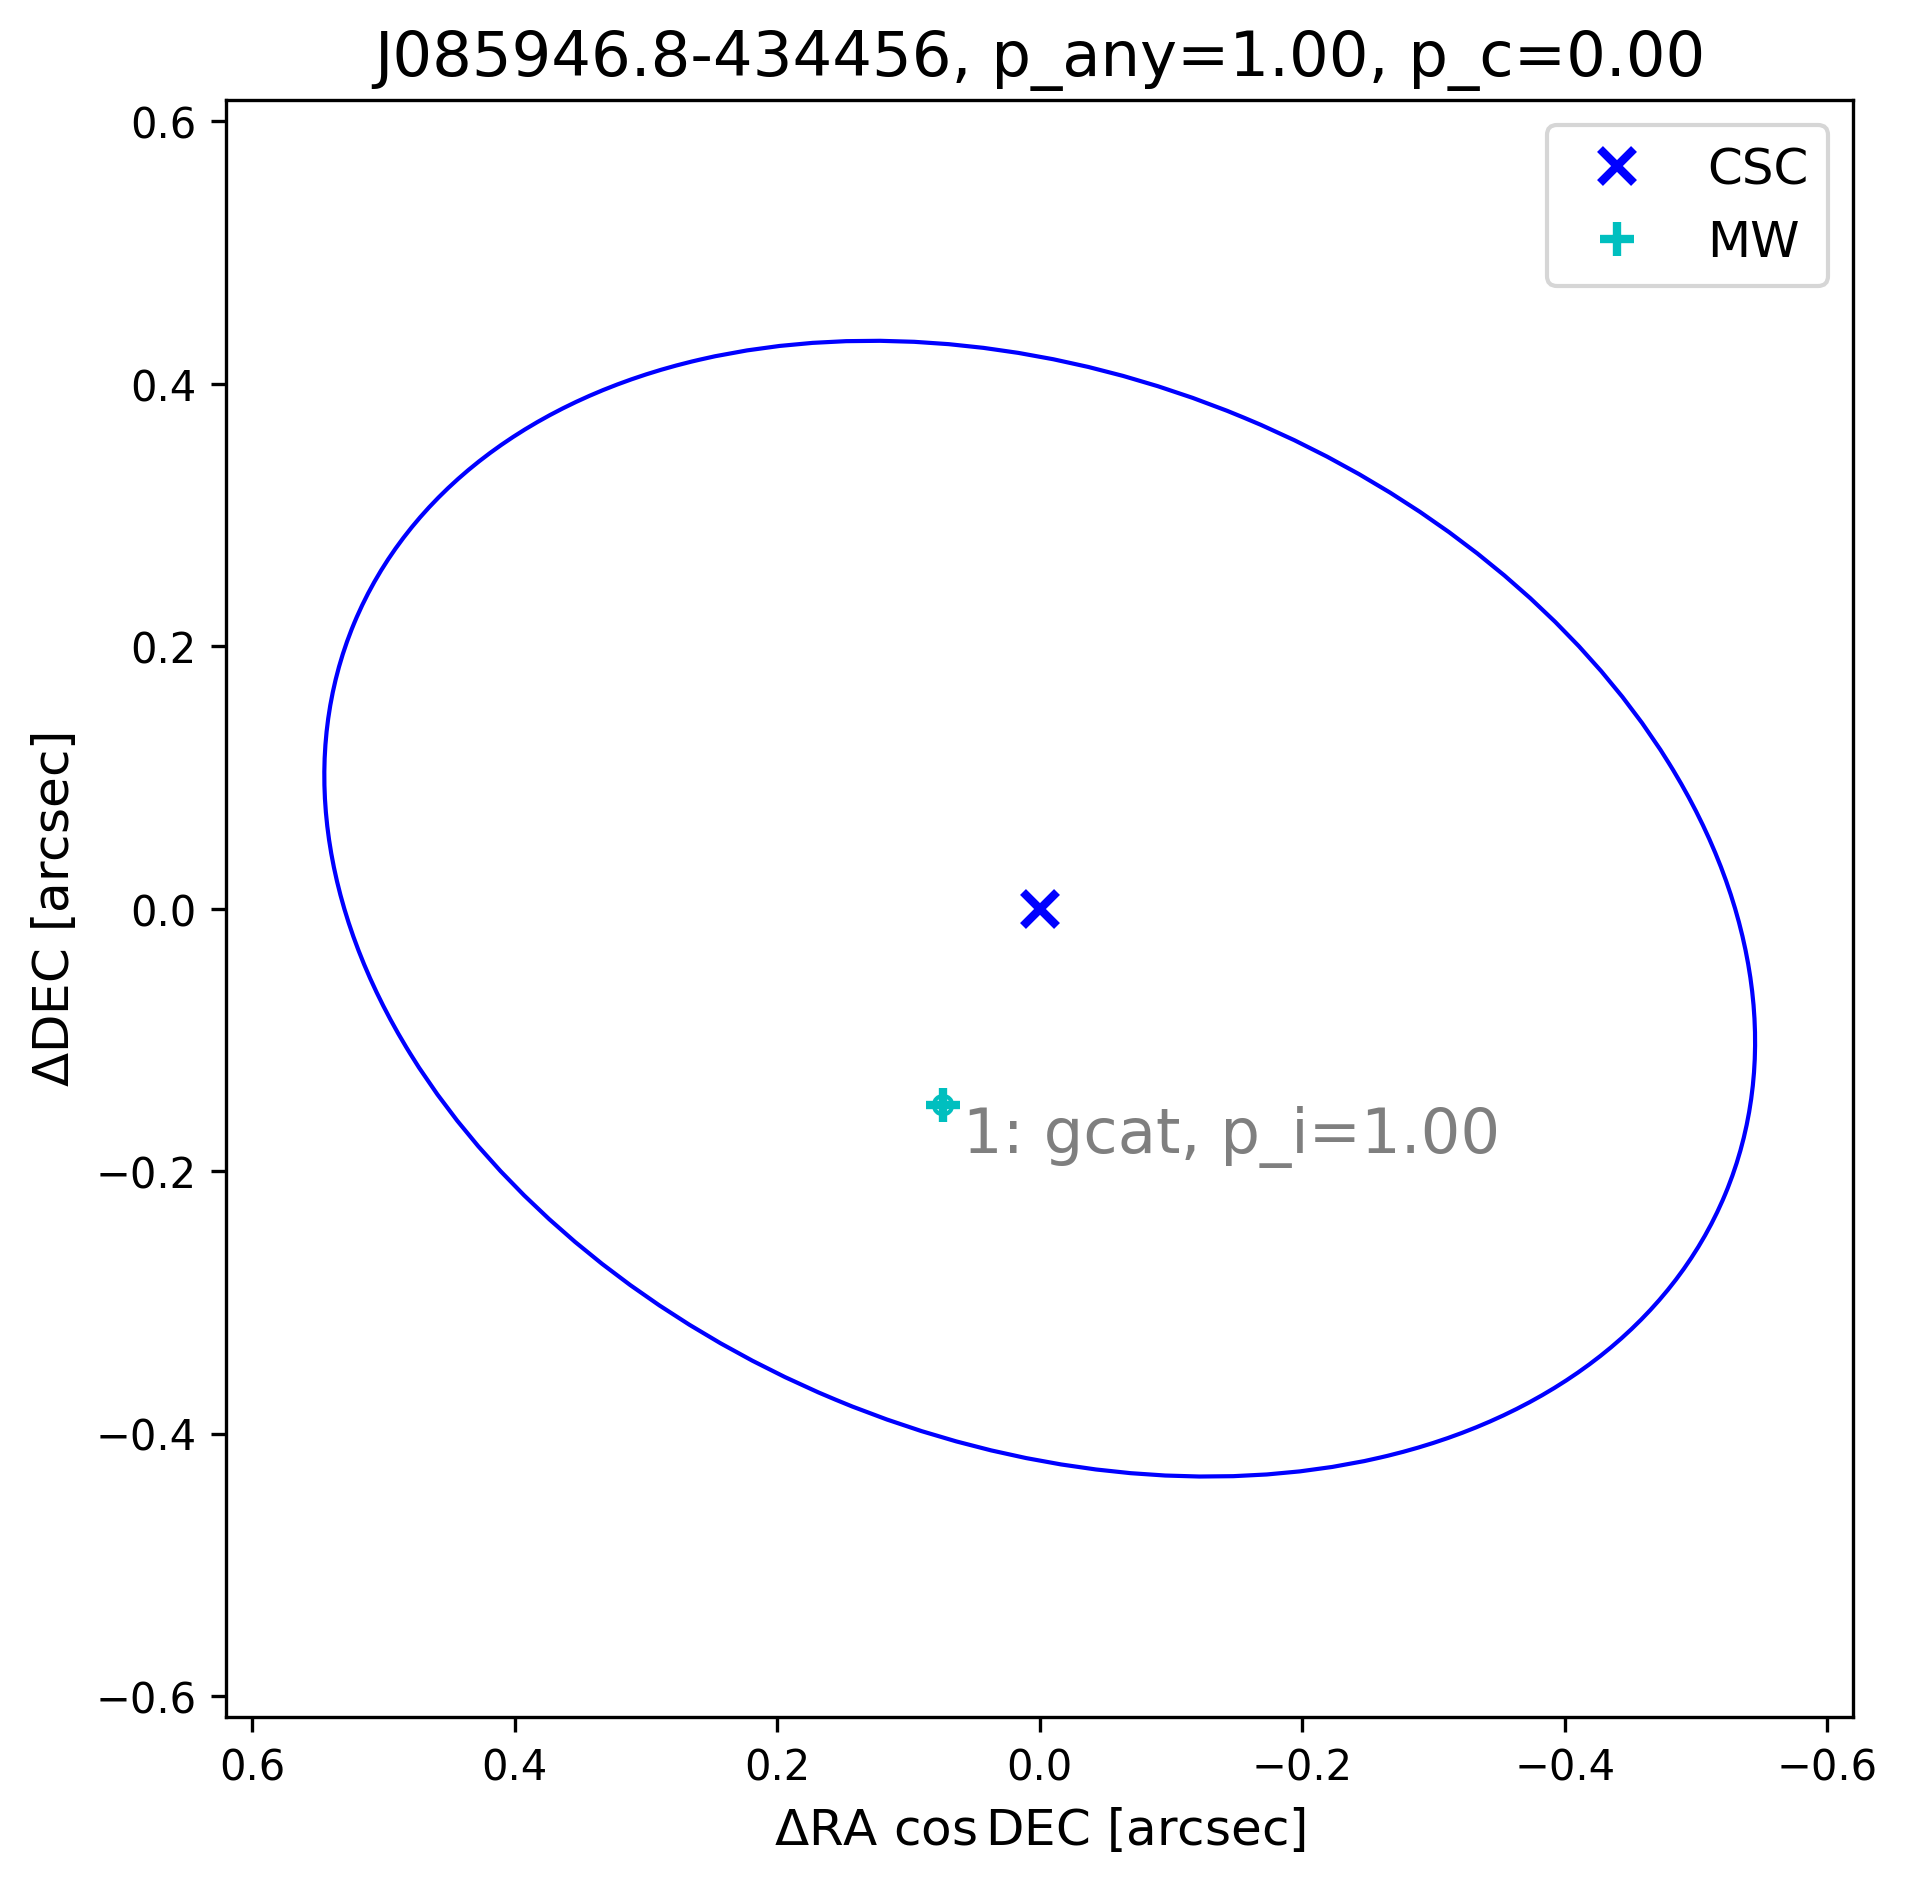 J085946.8-434456, p_any=1.00, p_c=0.00
CSC
MW
0.6
0.4
0.2
0.0
−0.2
−0.4
−0.6
ΔDEC [arcsec]
1: gcat, p_i=1.00
0.6 0.4 0.2 0.0 −0.2 −0.4 −0.6
ΔRA cos DEC [arcsec]